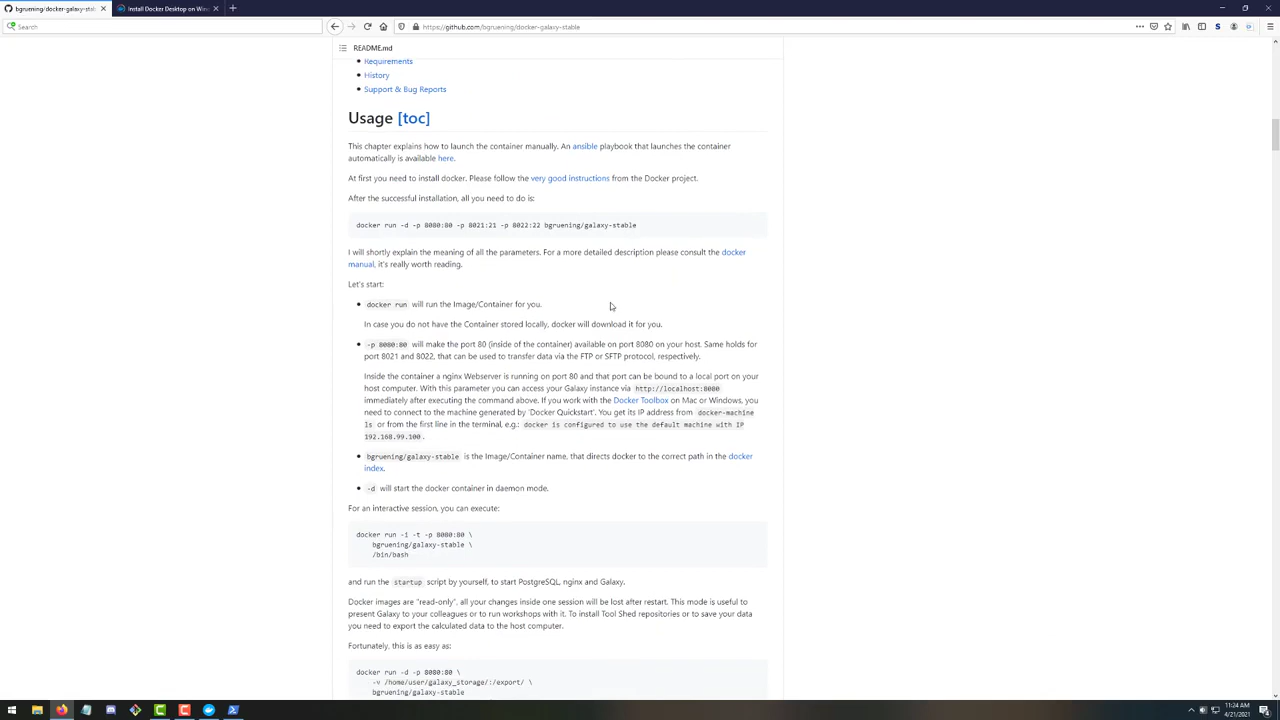 bgruening/docker-galaxy-stab
Install Docker Desktop on Wind
Search
https://github.com/bgruening/docker-galaxy-stable
README.md
Requirements
History
Support & Bug Reports
Usage [toc]
This chapter explains how to launch the container manually. An ansible playbook that launches the container
automatically is available here.
At first you need to install docker. Please follow the very good instructions from the Docker project.
After the successful installation, all you need to do is:
docker run -d -p 8080:80 -p 8021:21 -p 8022:22 bgruening/galaxy-stable
I will shortly explain the meaning of all the parameters. For a more detailed description please consult the docker
manual, it's really worth reading.
Let's start:
docker run will run the Image/Container for you.
In case you do not have the Container stored locally, docker will download it for you.
-p 8080:80 will make the port 80 (inside of the container) available on port 8080 on your host. Same holds for
port 8021 and 8022, that can be used to transfer data via the FTP or SFTP protocol, respectively.
Inside the container a nginx Webserver is running on port 80 and that port can be bound to a local port on your
host computer. With this parameter you can access your Galaxy instance via http://localhost:8080
immediately after executing the command above. If you work with the Docker Toolbox on Mac or Windows, you
need to connect to the machine generated by 'Docker Quickstart'. You get its IP address from docker-machine
ls or from the first line in the terminal, e.g.: docker is configured to use the default machine with IP
192.168.99.100.
bgruening/galaxy-stable is the Image/Container name, that directs docker to the correct path in the docker
index.
-d will start the docker container in daemon mode.
For an interactive session, you can execute:
docker run -i -t -p 8080:80 \
bgruening/galaxy-stable \
/bin/bash
and run the startup script by yourself, to start PostgreSQL, nginx and Galaxy.
Docker images are "read-only", all your changes inside one session will be lost after restart. This mode is useful to
present Galaxy to your colleagues or to run workshops with it. To install Tool Shed repositories or to save your data
you need to export the calculated data to the host computer.
Fortunately, this is as easy as:
docker run -d -p 8080:80 \
-v /home/user/galaxy_storage/:/export/ \
bgruening/galaxy-stable
11:24 AM
4/21/2021